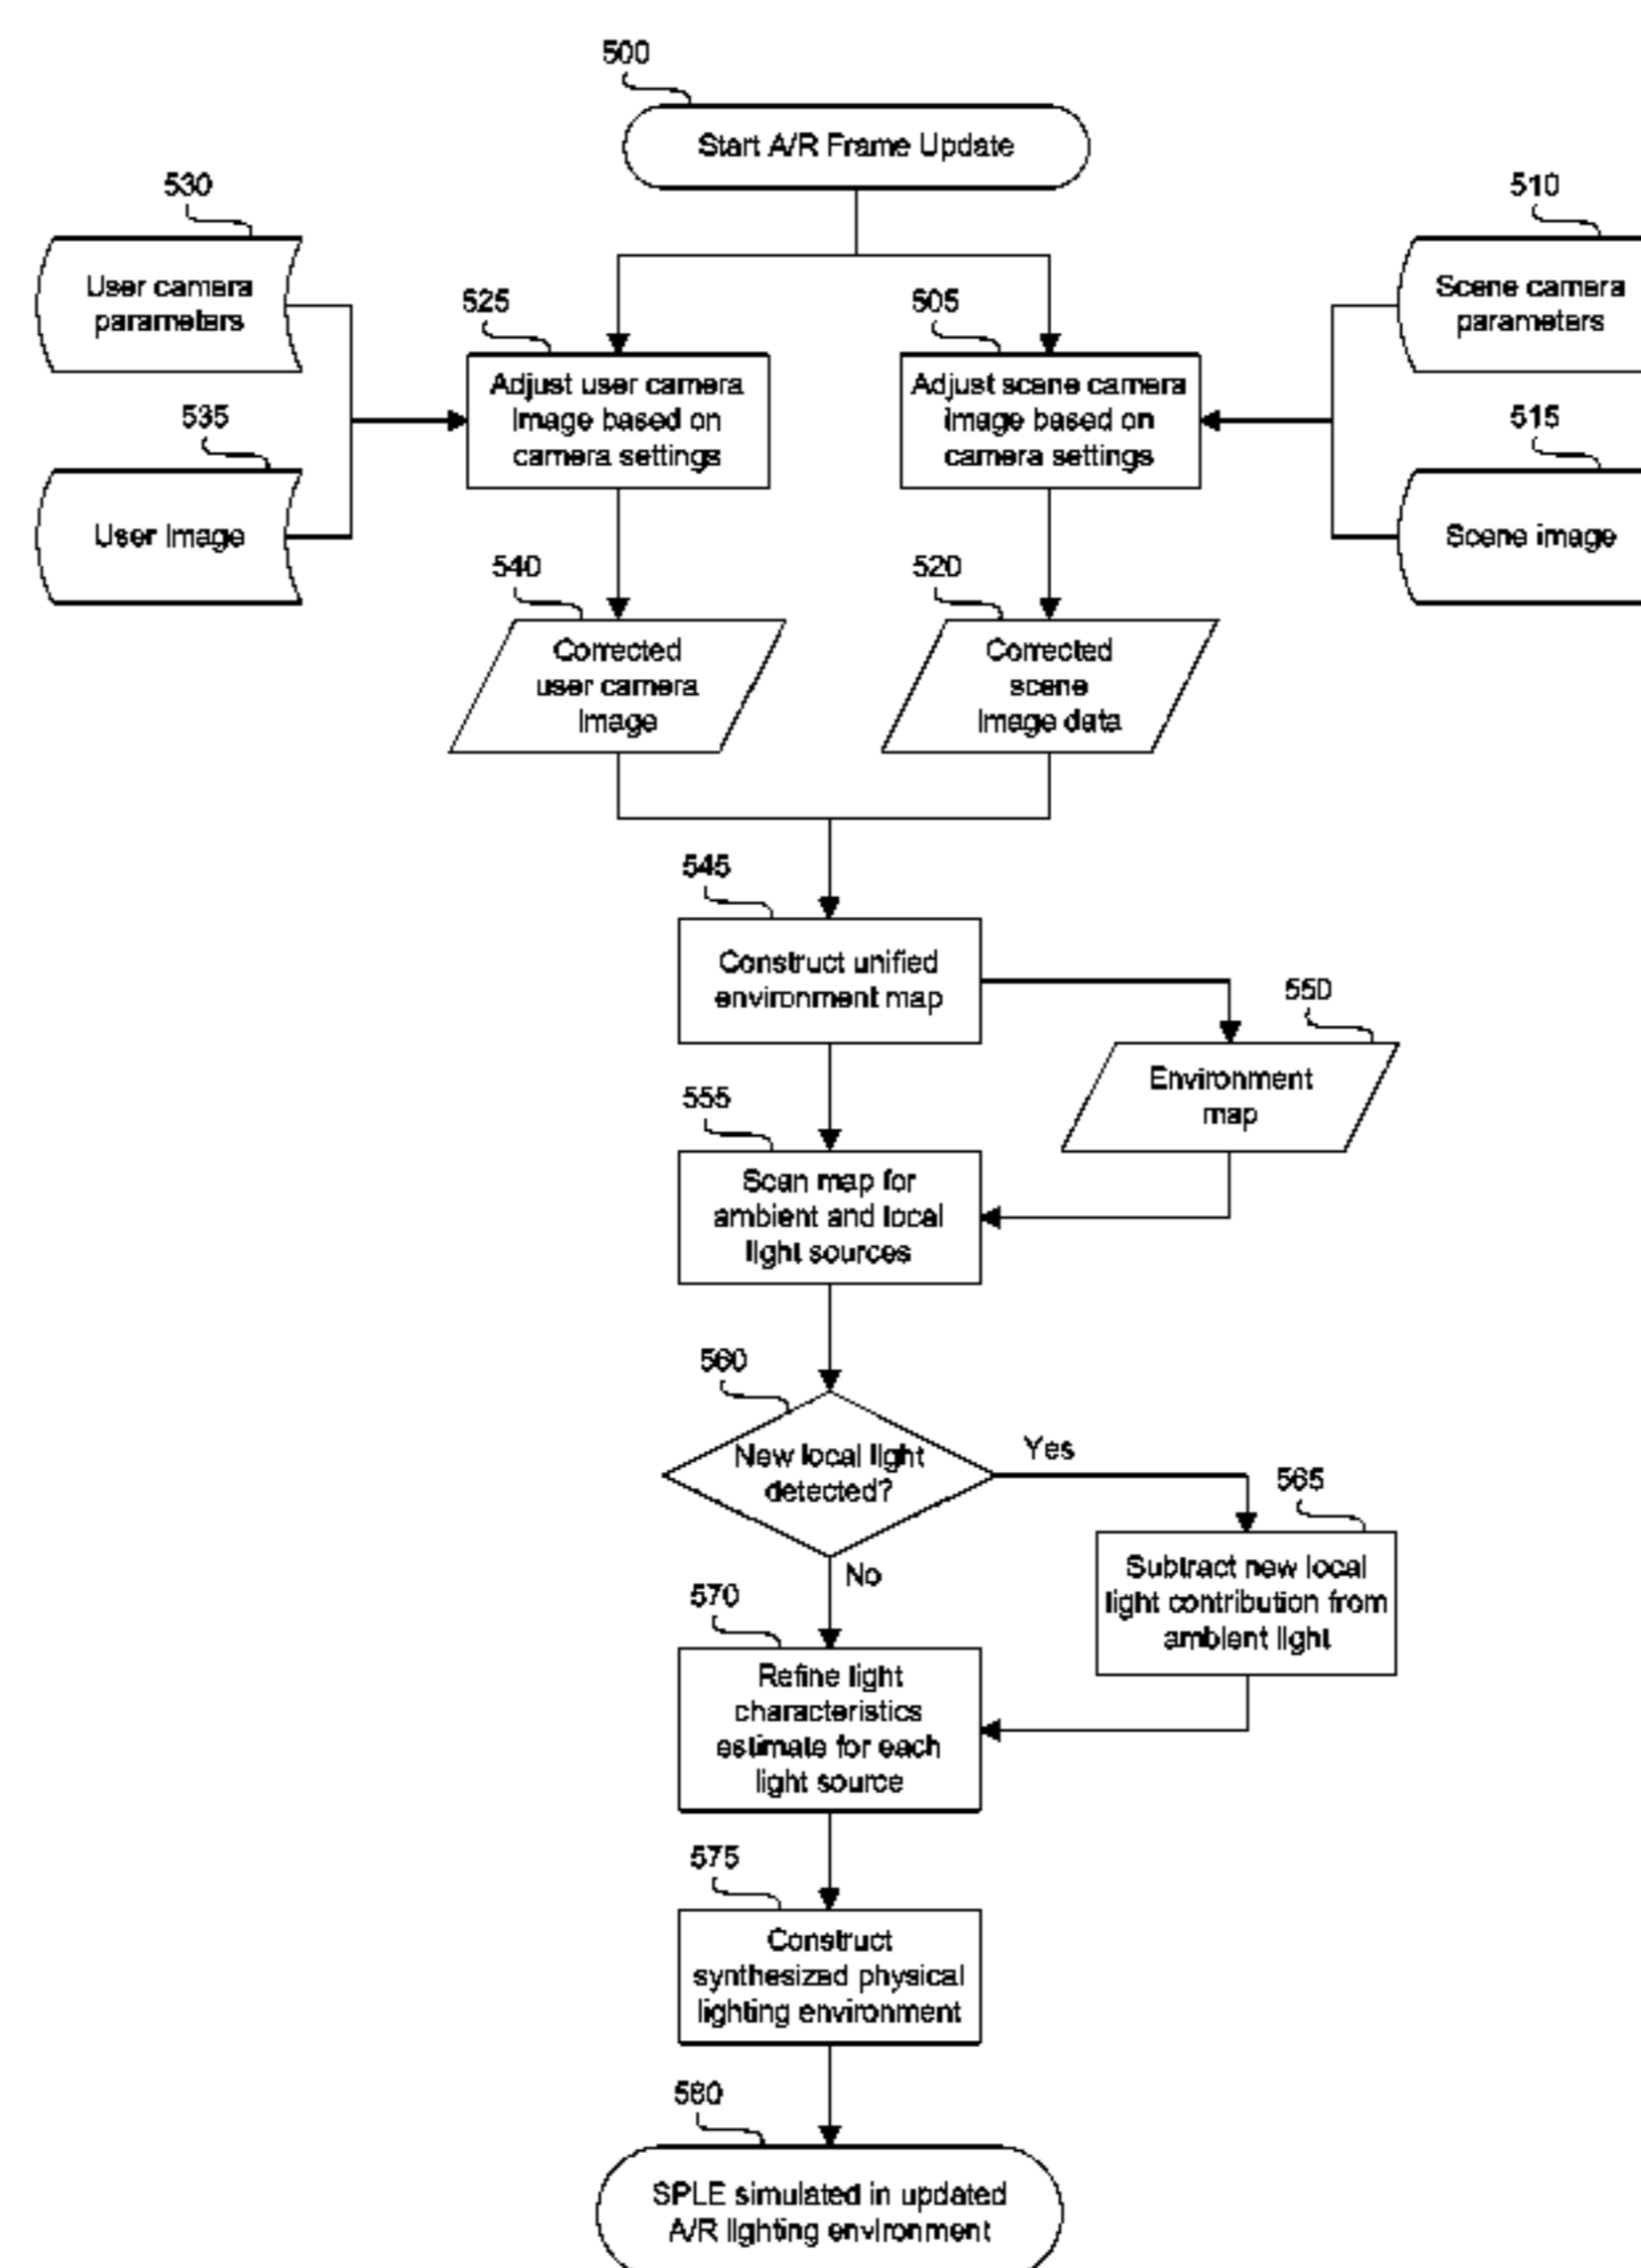 500
Start A/R Frame Update
530
User camera
parameters
510
Scene camera
parameters
525
Adjust user camera
image based on
camera settings
505
Adjust scene camera
image based on
camera settings
535
User image
515
Scene image
540
Corrected
user camera
image
520
Corrected
scene
image data
545
Construct unified
environment map
550
Environment
map
555
Scan map for
ambient and local
light sources
560
New local light
detected?
Yes
No
565
Subtract new local
light contribution from
ambient light
570
Refine light
characteristics
estimate for each
light source
575
Construct
synthesized physical
lighting environment
580
SPLE simulated in updated
A/R lighting environment